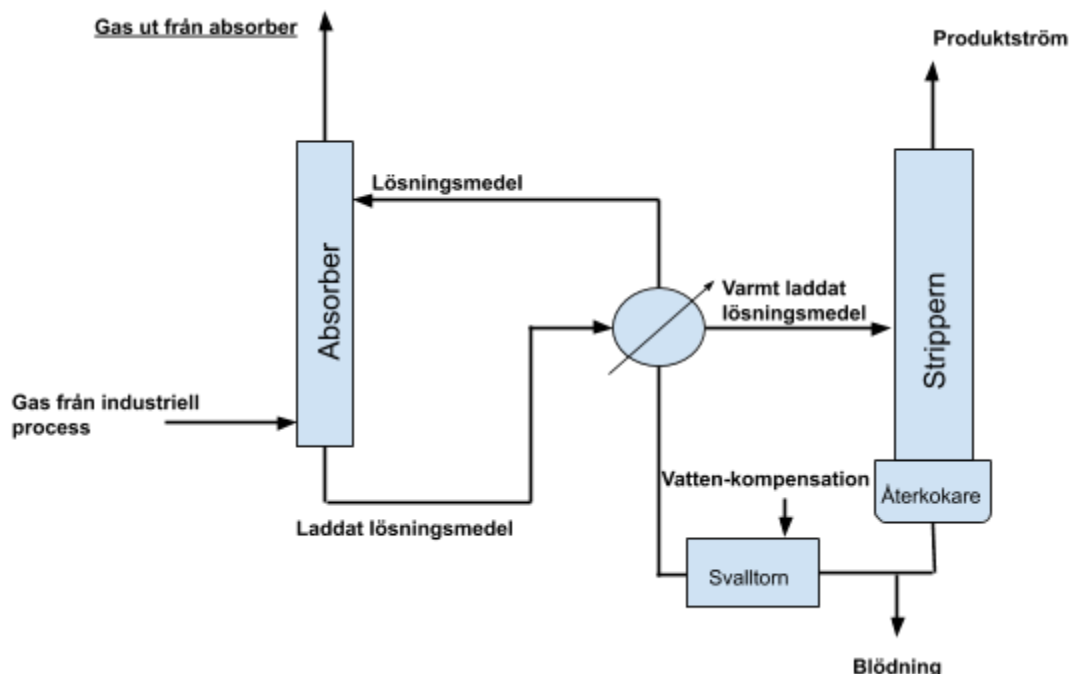 Gas ut från absorber
Produktström
Lösningsmedel
Absorber
Varmt laddat
lösningsmedel
Strippern
Gas från industriell
process
Vatten-kompensation
Återkokare
Laddat lösningsmedel
Svalltorn
Blödning